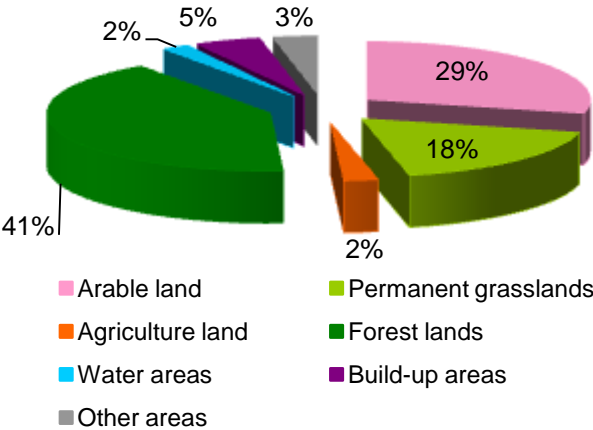 5%
3%
2%
29%
18%
41%
2%
Arable land
Permanent grasslands
Agriculture land
Forest lands
Water areas
Build-up areas
Other areas